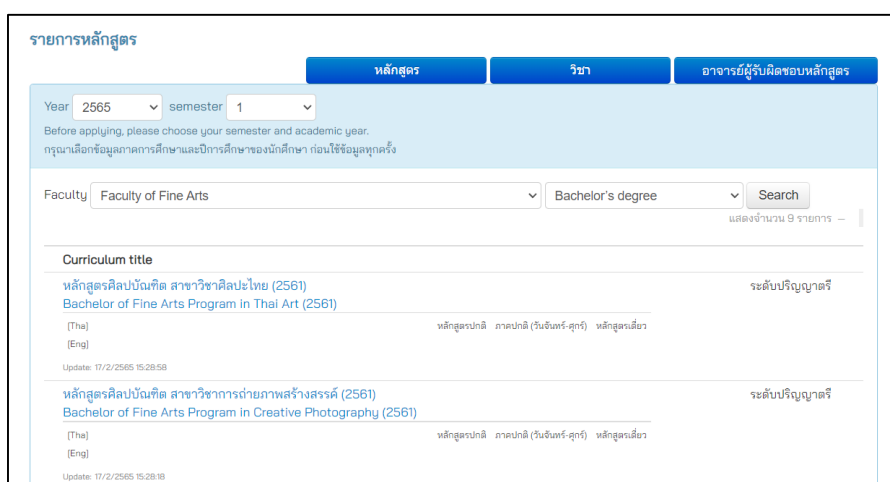 รายการหลักสูตร
หลักสูตร วิชา อาจารย์ผู้รับผิดชอบหลักสูตร
Year 2565 semester 1
Before applying, please choose your semester and academic year.
กรุณาเลือกข้อมูลภาคการศึกษาและปีการศึกษาของนักศึกษา ก่อนใช้ข้อมูลทุกครั้ง
Faculty Faculty of Fine Arts Bachelor's degree Search
แสดงจำนวน 9 รายการ –
Curriculum title
หลักสูตรศิลปบัณฑิต สาขาวิชาศิลปะไทย (2561) ระดับปริญญาตรี
Bachelor of Fine Arts Program in Thai Art (2561)
[Tha] หลักสูตรปกติ ภาคปกติ (วันจันทร์-ศุกร์) หลักสูตรเดี่ยว
[Eng]
Update: 17/2/2565 15:28:58
หลักสูตรศิลปบัณฑิต สาขาวิชาการถ่ายภาพสร้างสรรค์ (2561) ระดับปริญญาตรี
Bachelor of Fine Arts Program in Creative Photography (2561)
[Tha] หลักสูตรปกติ ภาคปกติ (วันจันทร์-ศุกร์) หลักสูตรเดี่ยว
[Eng]
Update: 17/2/2565 15:28:18